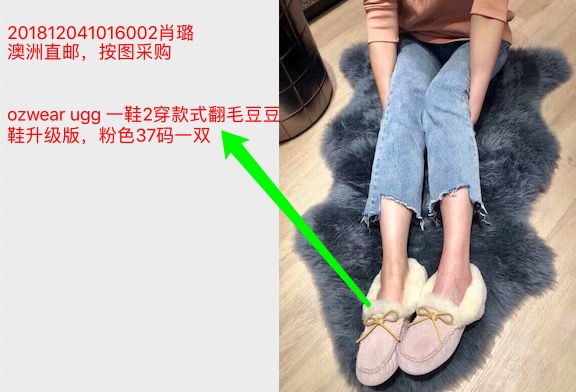 201812041016002肖璐
澳洲直邮，按图采购
ozwear ugg 一鞋2穿款式翻毛豆豆
鞋升级版，粉色37码一双